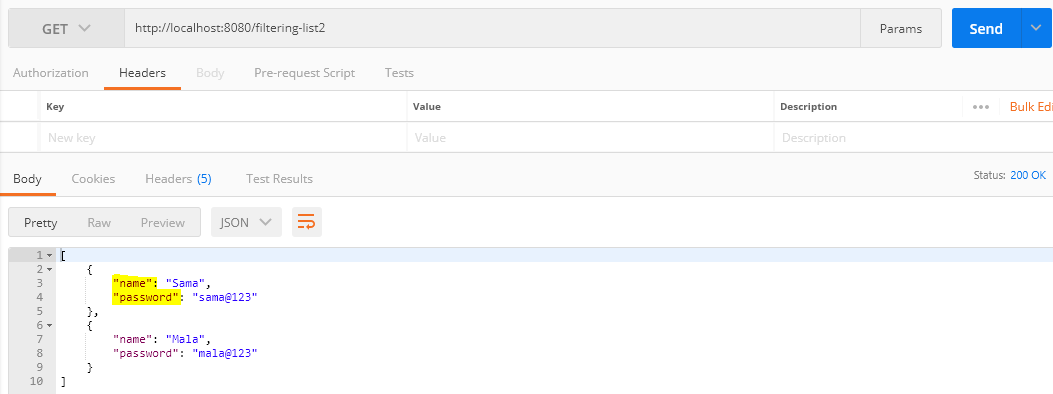 GET http://localhost:8080/filtering-list2 Params Send
Authorization Headers Body Pre-request Script Tests
Key Value Description ••• Bulk Edi
New key Value Description
Body Cookies Headers (5) Test Results Status: 200 OK
Pretty Raw Preview JSON
1 [
2 {
3 "name": "Sama",
4 "password": "sama@123"
5 },
6 {
7 "name": "Mala",
8 "password": "mala@123"
9 }
10 ]